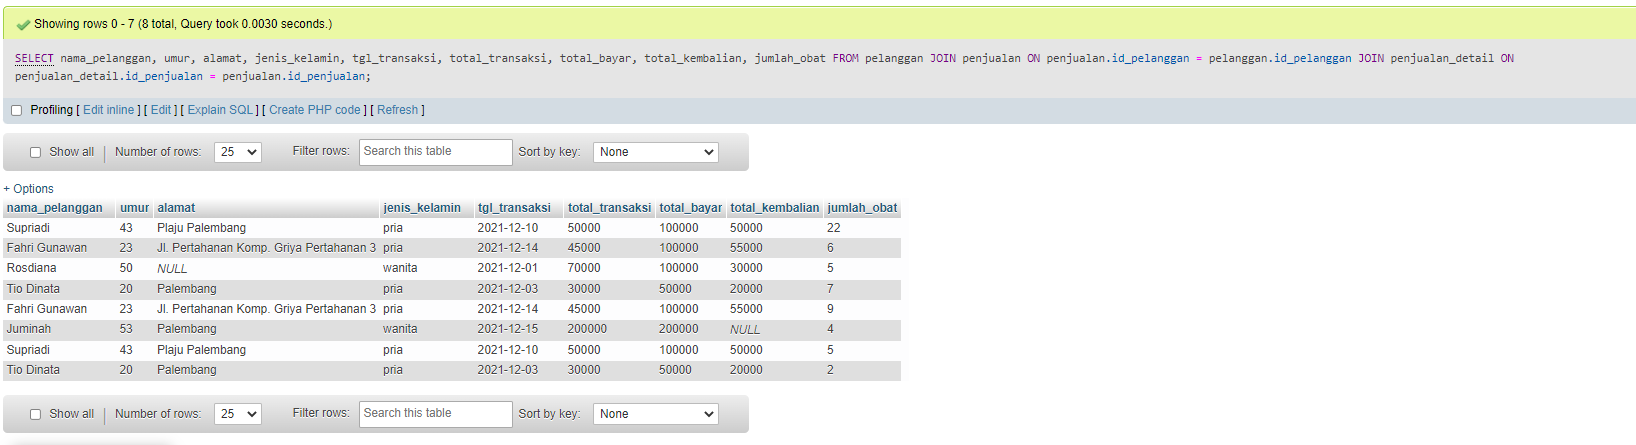 Showing rows 0 - 7 (8 total, Query took 0.0030 seconds.)
SELECT nama_pelanggan, umur, alamat, jenis_kelamin, tgl_transaksi, total_transaksi, total_bayar, total_kembalian, jumlah_obat FROM pelanggan JOIN penjualan ON penjualan.id_pelanggan = pelanggan.id_pelanggan JOIN penjualan_detail ON
penjualan_detail.id_penjualan = penjualan.id_penjualan;
Profiling [ Edit inline ] [ Edit ] [ Explain SQL ] [ Create PHP code ] [ Refresh ]
Show all Number of rows: 25 Filter rows: Search this table Sort by key: None
+ Options
nama_pelanggan umur alamat jenis_kelamin tgl_transaksi total_transaksi total_bayar total_kembalian jumlah_obat
Supriadi 43 Plaju Palembang pria 2021-12-10 50000 100000 50000 22
Fahri Gunawan 23 Jl. Pertahanan Komp. Griya Pertahanan 3 pria 2021-12-14 45000 100000 55000 6
Rosdiana 50 NULL wanita 2021-12-01 70000 100000 30000 5
Tio Dinata 20 Palembang pria 2021-12-03 30000 50000 20000 7
Fahri Gunawan 23 Jl. Pertahanan Komp. Griya Pertahanan 3 pria 2021-12-14 45000 100000 55000 9
Juminah 53 Palembang wanita 2021-12-15 200000 200000 NULL 4
Supriadi 43 Plaju Palembang pria 2021-12-10 50000 100000 50000 5
Tio Dinata 20 Palembang pria 2021-12-03 30000 50000 20000 2
Show all Number of rows: 25 Filter rows: Search this table Sort by key: None